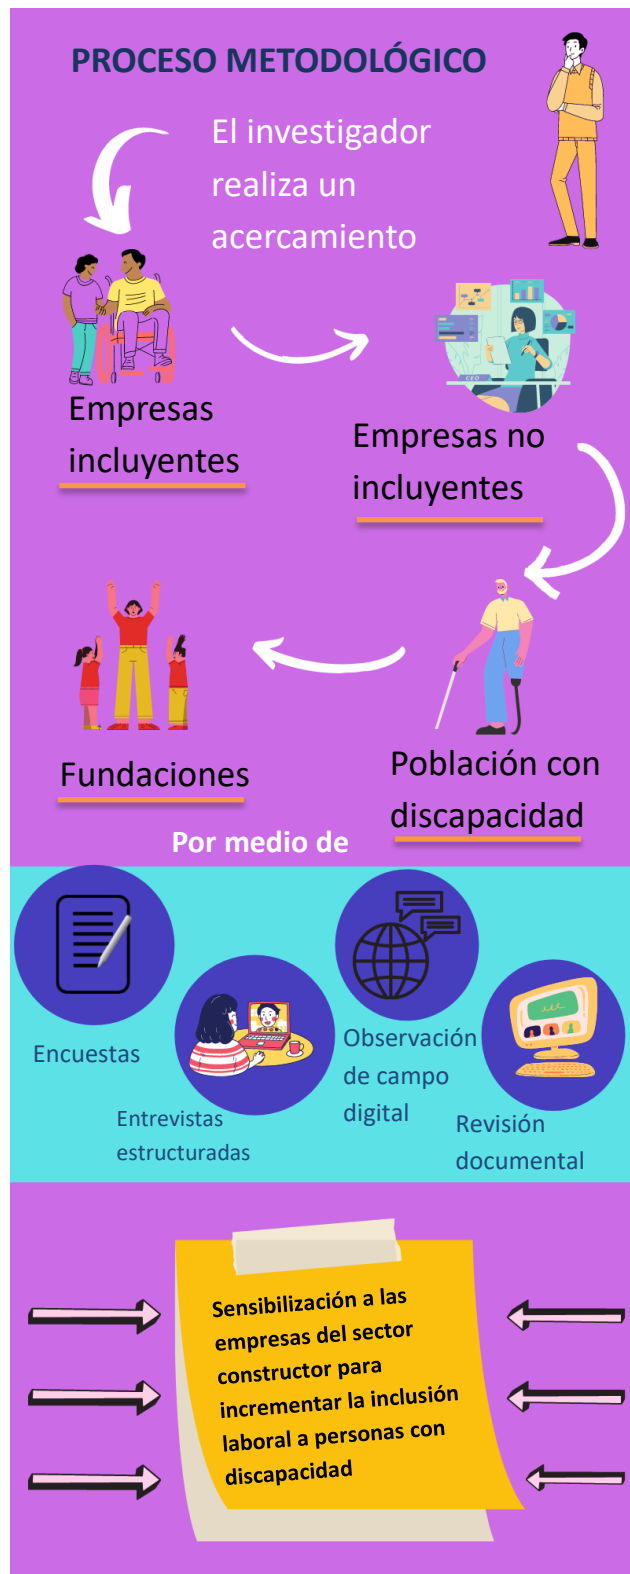 PROCESO METODOLÓGICO
El investigador
realiza un
acercamiento
CEO
Empresas
incluyentes
Empresas no
incluyentes
Fundaciones
Población con
discapacidad
Por medio de
Encuestas
Entrevistas
estructuradas
Observación
de campo
digital
Revisión
documental
Sensibilización a las
empresas del sector
constructor para
incrementar la inclusión
laboral a personas con
discapacidad